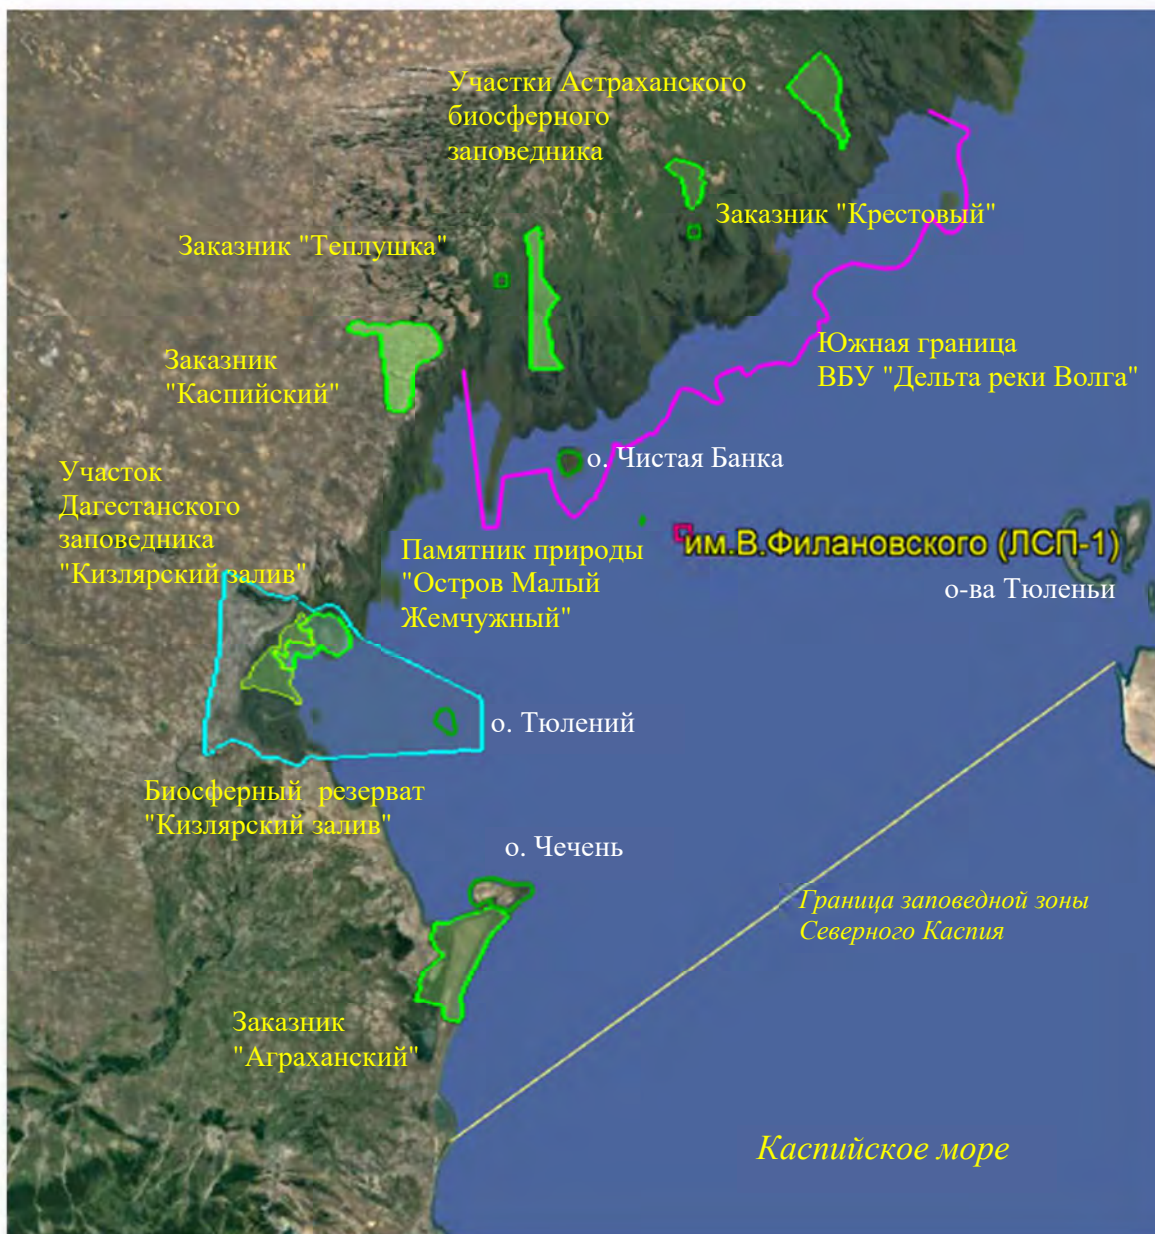 Участки Астраханского
биосферного
заповедника
Заказник "Крестовый"
Заказник "Теплушка"
Южная граница
ВБУ "Дельта реки Волга"
Заказник
"Каспийский"
о. Чистая Банка
Участок
Дагестанского
заповедника
"Кизлярский залив"
им.В.Филановского (ЛСП-1)
Памятник природы
"Остров Малый
Жемчужный"
о-ва Тюленьи
о. Тюлений
Биосферный резерват
"Кизлярский залив"
о. Чечень
Граница заповедной зоны
Северного Каспия
Заказник
"Аграханский"
Каспийское море